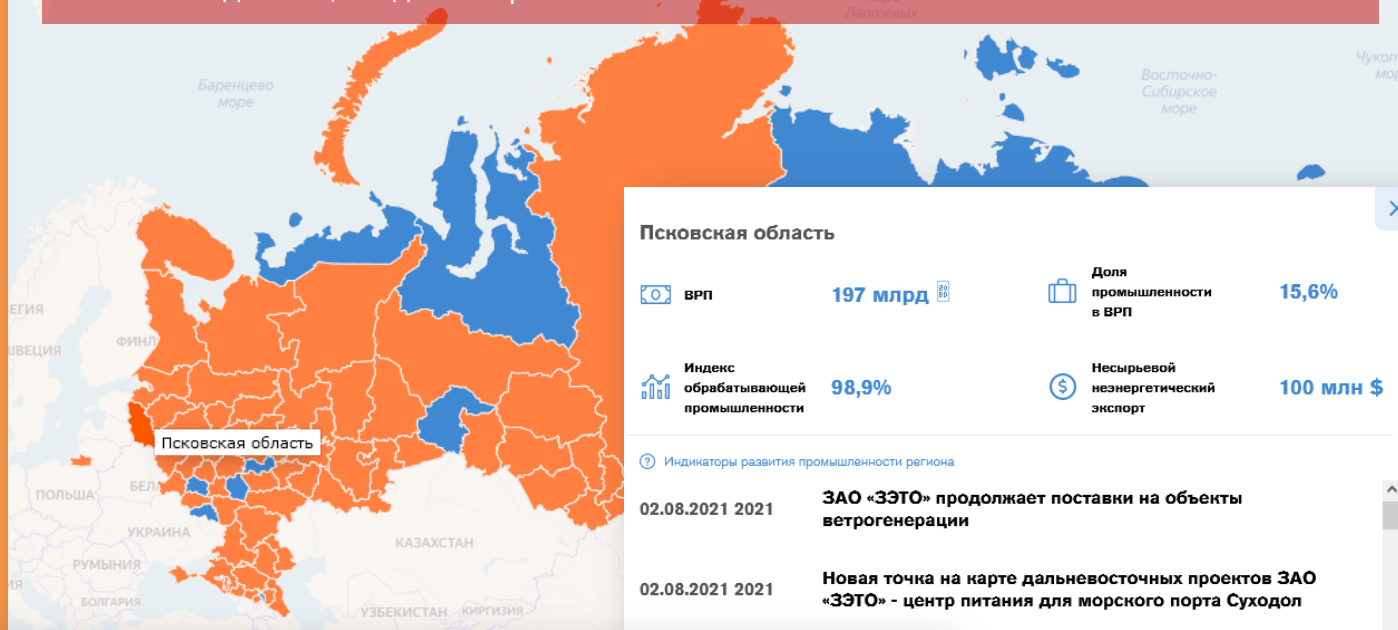 Лаптевых
Баренцево
море
Восточно-
Сибирское
море
ЕГИЯ
ШВЕЦИЯ
ФИНЛ
Псковская область
ПОЛЬША
БЕЛА
УКРАИНА
РУМЫНИЯ
БОЛГАРИЯ
КАЗАХСТАН
УЗБЕКИСТАН
КИРГИЗИЯ
Псковская область
ВРП
197 млрд
Доля
промышленности
в ВРП
15,6%
Индекс
обрабатывающей
промышленности
98,9%
Несырьевой
неэнергетический
экспорт
100 млн $
Индикаторы развития промышленности региона
02.08.2021 2021
ЗАО «ЗЭТО» продолжает поставки на объекты
ветрогенерации
02.08.2021 2021
Новая точка на карте дальневосточных проектов ЗАО
«ЗЭТО» - центр питания для морского порта Суходол